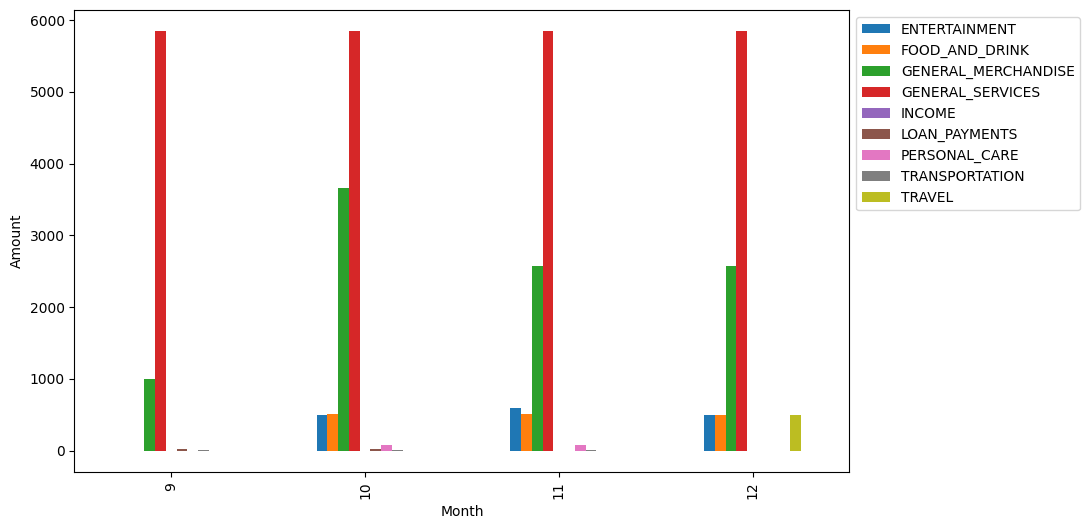 6000
5000
4000
3000
2000
1000
0
Amount
9
10
11
12
Month
ENTERTAINMENT
FOOD_AND_DRINK
GENERAL_MERCHANDISE
GENERAL_SERVICES
INCOME
LOAN_PAYMENTS
PERSONAL_CARE
TRANSPORTATION
TRAVEL